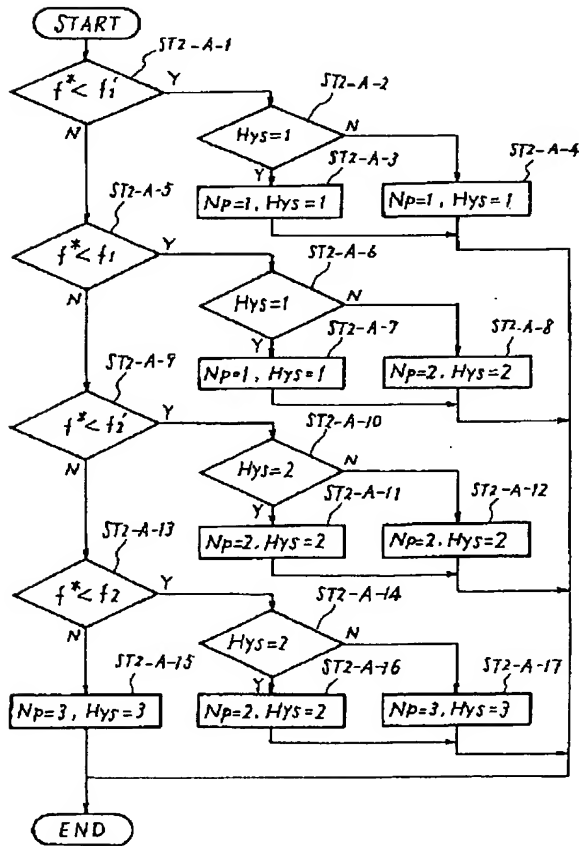 START
ST2-A-1
f* < f1'
Y
N
ST2-A-2
Hys=1
N
Y
ST2-A-3
Np=1, Hys=1
ST2-A-4
Np=1, Hys=1
ST2-A-5
f* < f1
Y
N
ST2-A-6
Hys=1
N
Y
ST2-A-7
Np=1, Hys=1
ST2-A-8
Np=2, Hys=2
ST2-A-9
f* < f2'
Y
N
ST2-A-10
Hys=2
N
Y
ST2-A-11
Np=2, Hys=2
ST2-A-12
Np=2, Hys=2
ST2-A-13
f* < f2
Y
N
ST2-A-14
Hys=2
N
Y
ST2-A-15
Np=3, Hys=3
ST2-A-16
Np=2, Hys=2
ST2-A-17
Np=3, Hys=3
END